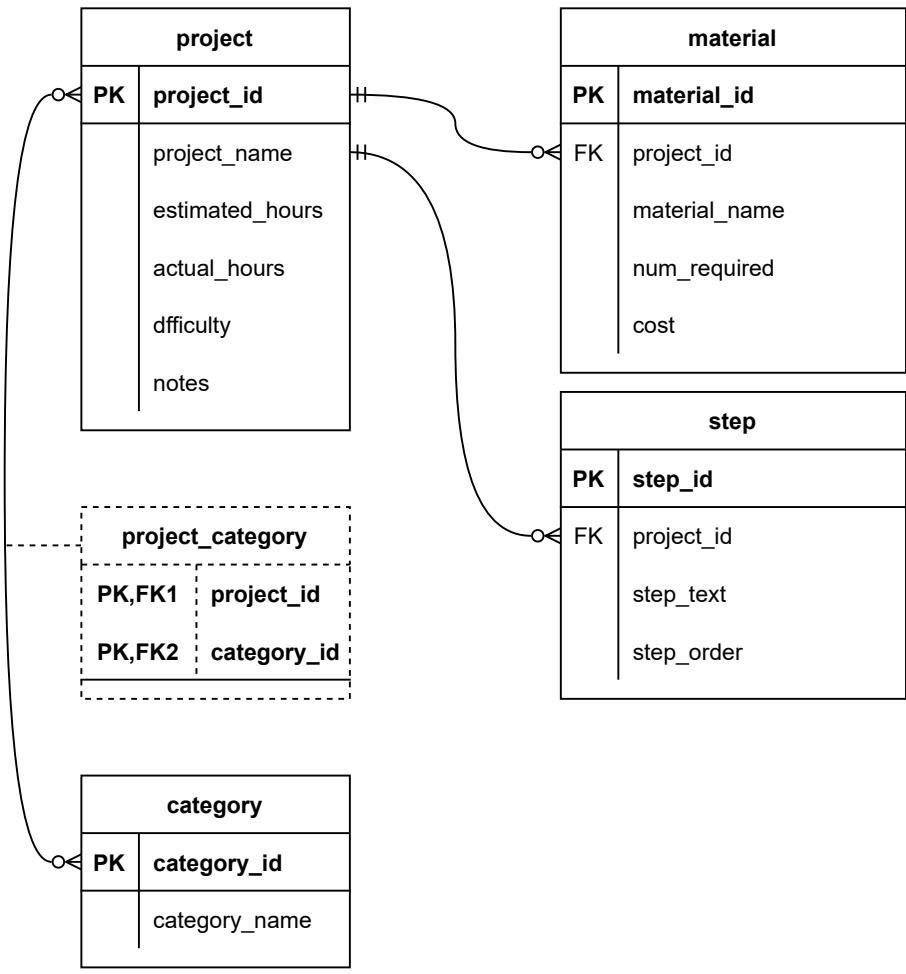 project
PK project_id
project_name
estimated_hours
actual_hours
dfficulty
notes
material
PK material_id
FK project_id
material_name
num_required
cost
step
PK step_id
FK project_id
step_text
step_order
project_category
PK,FK1 project_id
PK,FK2 category_id
category
PK category_id
category_name